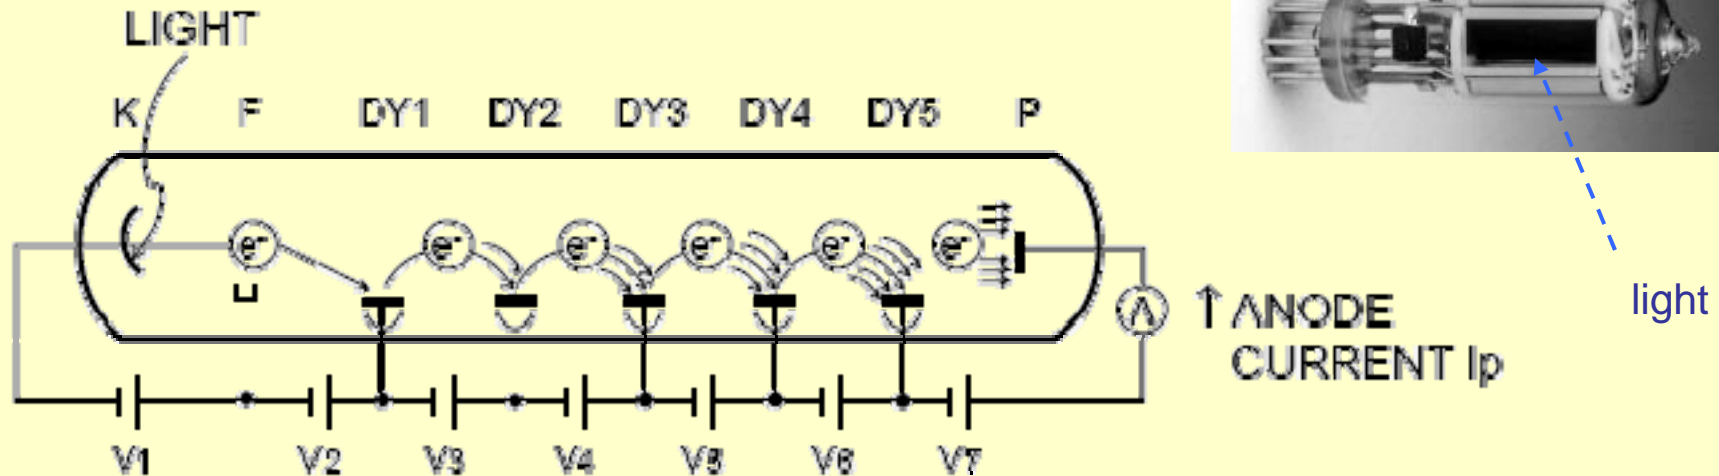 LIGHT
K F DY1 DY2 DY3 DY4 DY5 P
e- e- e- e- e- e-
A
↑ ANODE
CURRENT Ip
light
V1 V2 V3 V4 V5 V6 V7